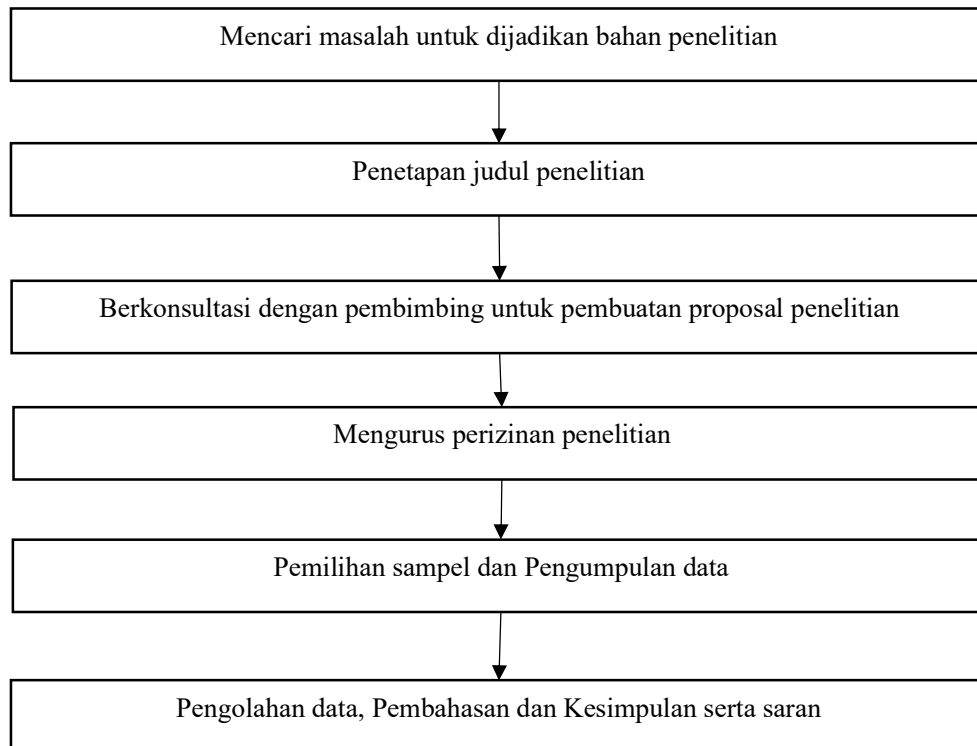 Mencari masalah untuk dijadikan bahan penelitian
Penetapan judul penelitian
Berkonsultasi dengan pembimbing untuk pembuatan proposal penelitian
Mengurus perizinan penelitian
Pemilihan sampel dan Pengumpulan data
Pengolahan data, Pembahasan dan Kesimpulan serta saran